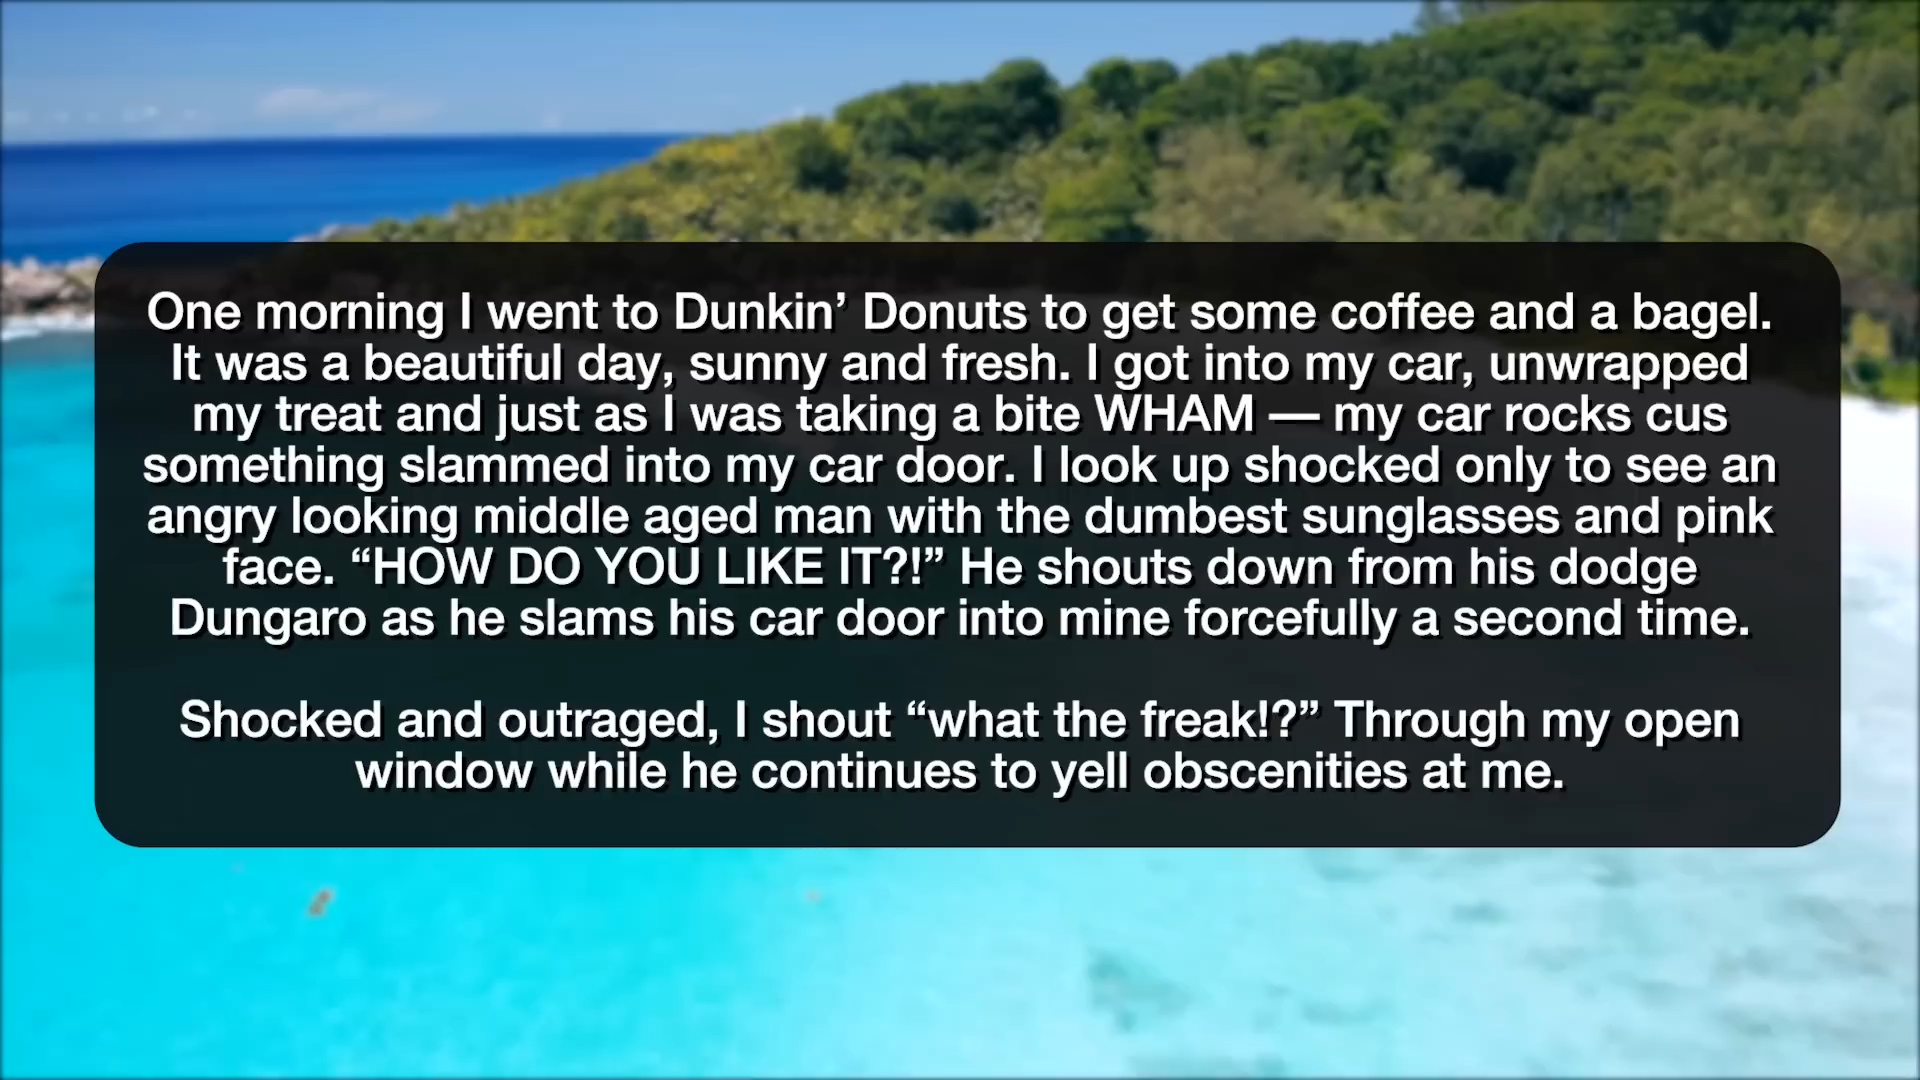 One morning I went to Dunkin’ Donuts to get some coffee and a bagel.
It was a beautiful day, sunny and fresh. I got into my car, unwrapped
my treat and just as I was taking a bite WHAM — my car rocks cus
something slammed into my car door. I look up shocked only to see an
angry looking middle aged man with the dumbest sunglasses and pink
face. “HOW DO YOU LIKE IT?!” He shouts down from his dodge
Dungaro as he slams his car door into mine forcefully a second time.

Shocked and outraged, I shout “what the freak!?” Through my open
window while he continues to yell obscenities at me.